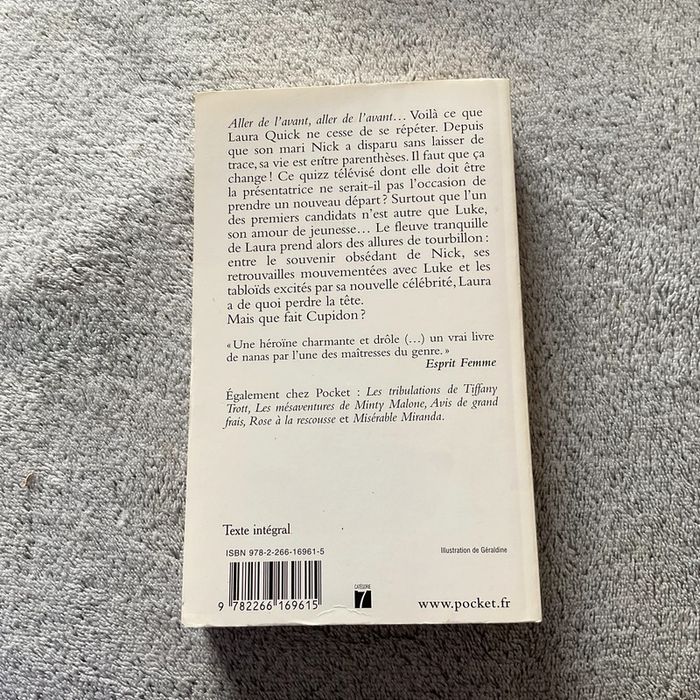 Aller de l'avant, aller de l'avant… Voilà ce que
Laura Quick ne cesse de se répéter. Depuis
que son mari Nick a disparu sans laisser de
trace, sa vie est entre parenthèses. Il faut que ça
change ! Ce quizz télévisé dont elle doit être
la présentatrice ne serait-il pas l'occasion de
prendre un nouveau départ ? Surtout que l'un
des premiers candidats n'est autre que Luke,
son amour de jeunesse… Le fleuve tranquille
de Laura prend alors des allures de tourbillon :
entre le souvenir obsédant de Nick, ses
retrouvailles mouvementées avec Luke et les
tabloïds excités par sa nouvelle célébrité, Laura
a de quoi perdre la tête.
Mais que fait Cupidon ?
« Une héroïne charmante et drôle (…) un vrai livre
de nanas par l'une des maîtresses du genre. »
Esprit Femme
Également chez Pocket : Les tribulations de Tiffany
Trott, Les mésaventures de Minty Malone, Avis de grand
frais, Rose à la rescousse et Misérable Miranda.
Texte intégral
ISBN 978-2-266-16961-5
Illustration de Géraldine
CATÉGORIE
7
9 782266 169615
www.pocket.fr